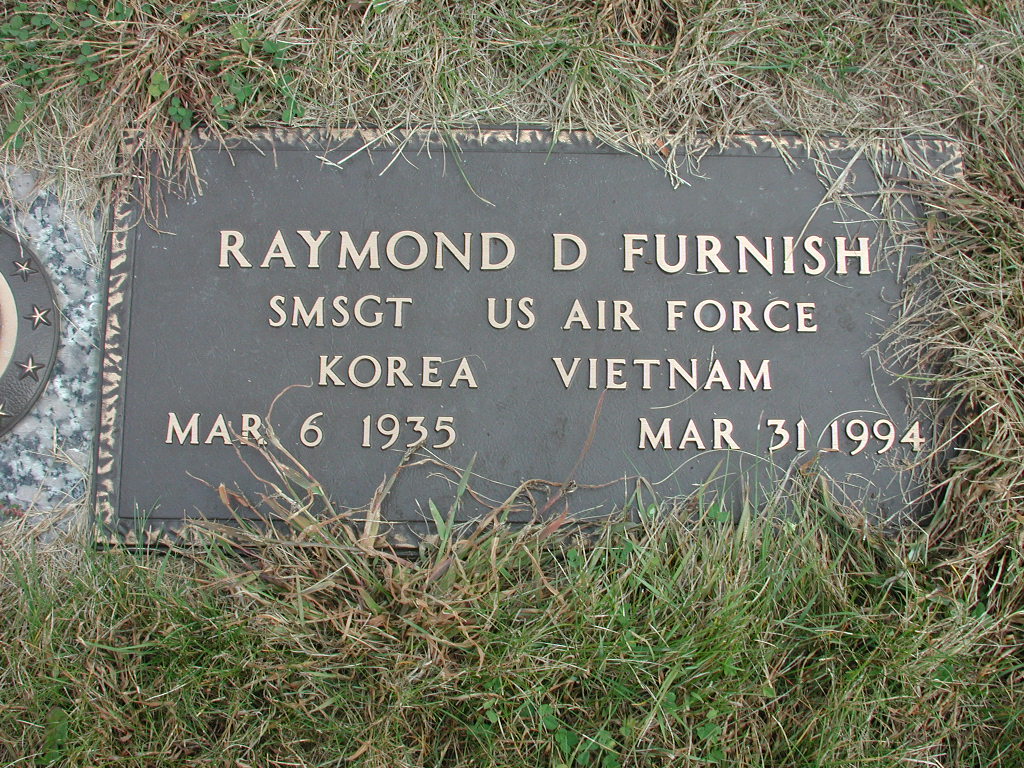 RAYMOND D FURNISH
SMSGT US AIR FORCE
KOREA VIETNAM
MAR 6 1935 MAR 31 1994